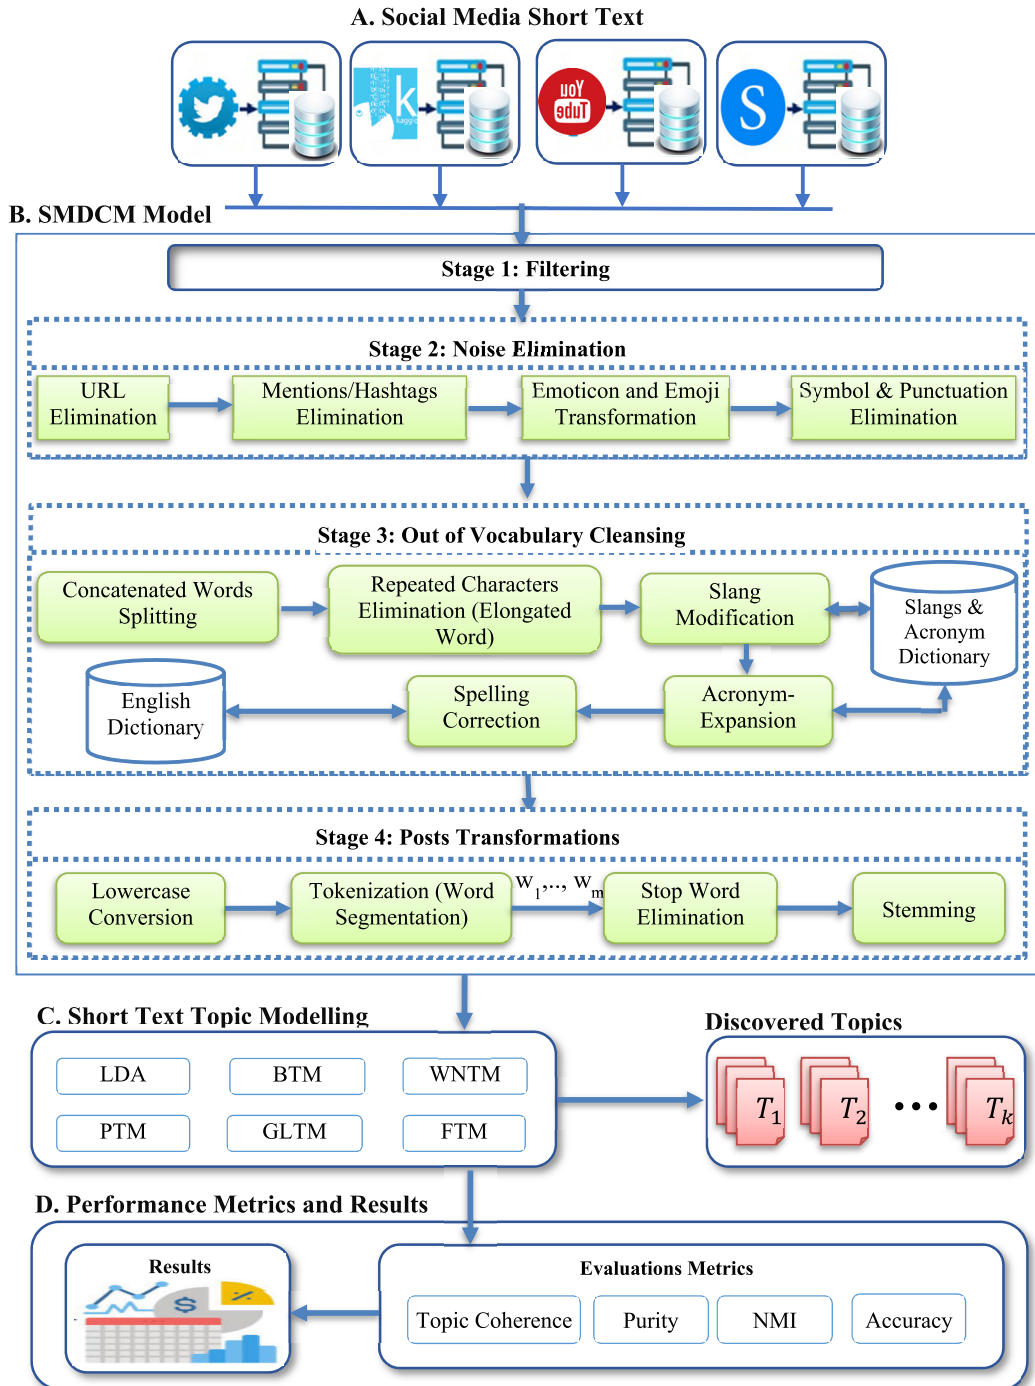 A. Social Media Short Text
k
kaggle
You
Tube
S
B. SMDCM Model
Stage 1: Filtering
Stage 2: Noise Elimination
URL
Elimination
Mentions/Hashtags
Elimination
Emoticon and Emoji
Transformation
Symbol & Punctuation
Elimination
Stage 3: Out of Vocabulary Cleansing
Concatenated Words
Splitting
Repeated Characters
Elimination (Elongated
Word)
Slang
Modification
Slangs &
Acronym
Dictionary
English
Dictionary
Spelling
Correction
Acronym-
Expansion
Stage 4: Posts Transformations
Lowercase
Conversion
Tokenization (Word
Segmentation)
w1,.., wm
Stop Word
Elimination
Stemming
C. Short Text Topic Modelling
Discovered Topics
LDA
BTM
WNTM
PTM
GLTM
FTM
T1
T2
•••
Tk
D. Performance Metrics and Results
Results
$
%
Evaluations Metrics
Topic Coherence
Purity
NMI
Accuracy